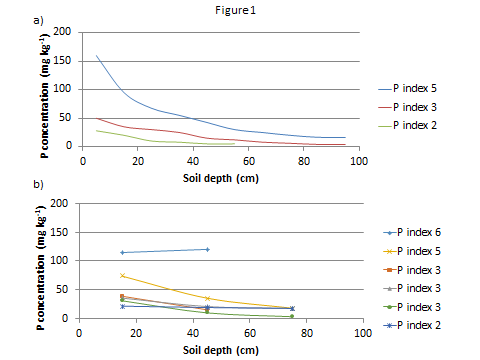 Figure1
a)
P concentration (mg kg-1)
200
150
100
50
0
0 20 40 60 80 100
Soil depth (cm)
P index 5
P index 3
P index 2
b)
P concentration (mg kg-1)
200
150
100
50
0
0 20 40 60 80 100
Soil depth (cm)
P index 6
P index 5
P index 3
P index 3
P index 3
P index 2